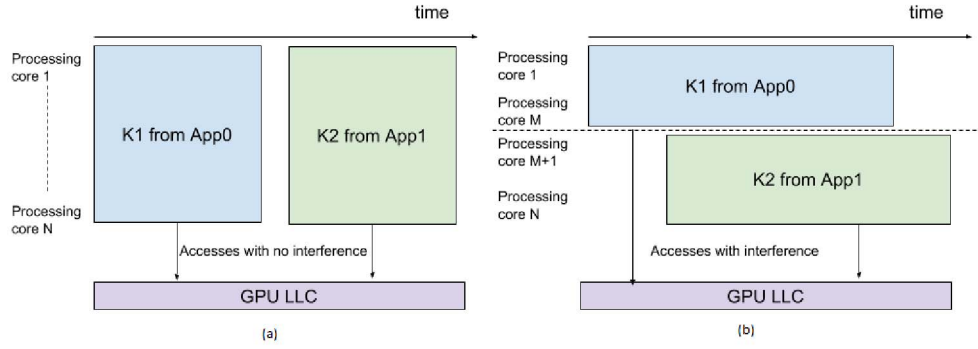 time
Processing
core 1
K1 from App0
K2 from App1
Processing
core N
Accesses with no interference
GPU LLC
(a)
time
Processing
core 1
K1 from App0
Processing
core M
Processing
core M+1
K2 from App1
Processing
core N
Accesses with interference
GPU LLC
(b)